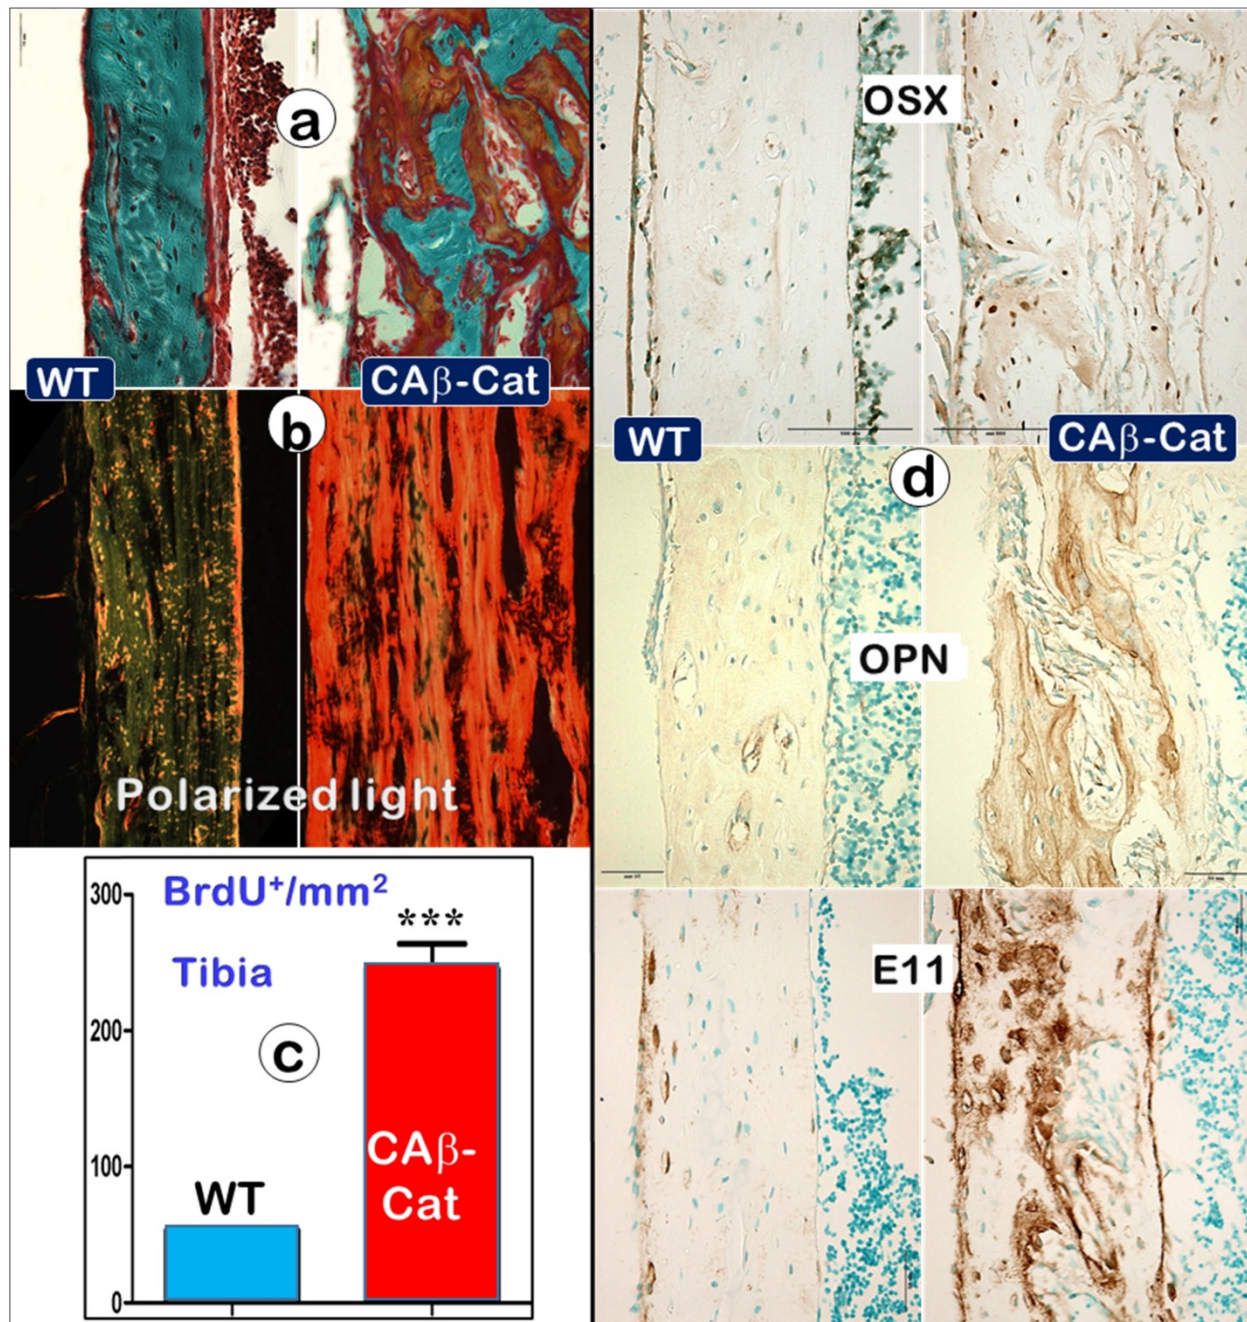 a
WT
CAβ-Cat
b
Polarized light
300
200
100
0
BrdU⁺/mm²
Tibia
***
c
WT
CAβ-
Cat
OSX
WT
CAβ-Cat
d
OPN
E11